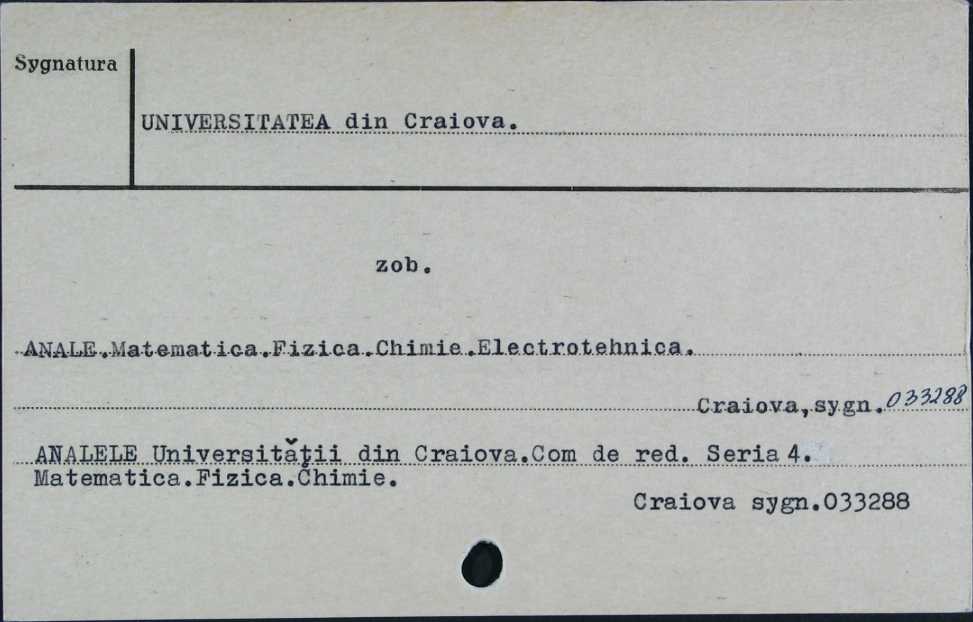 Sygnatura
UNIVERSITATEA din Craiova.
zob.
ANALE.Matematica.Fizica.Chimie.Electrotehnica.
Craiova,sygn.033288
ANALELE Universităţii din Craiova.Com de red. Seria 4.
Matematica.Fizica.Chimie.
Craiova sygn.033288